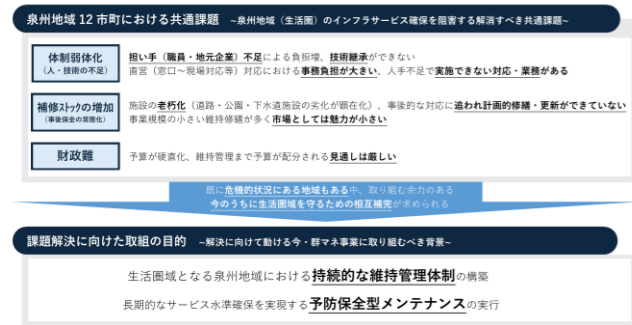 泉州地域12市町における共通課題 ~泉州地域（生活圏）のインフラサービス確保を阻害する解消すべき共通課題~
体制弱体化
（人・技術の不足）
担い手（職員・地元企業）不足による負担増、技術継承ができない
直営（窓口～現場対応等）対応における事務負担が大きい、人手不足で実施できない対応・業務がある
補修ストックの増加
（事後保全の常態化）
施設の老朽化（道路・公園・下水道施設の劣化が顕在化）、事後的な対応に追われ計画的修繕・更新ができていない
事業規模の小さい維持修繕が多く市場としては魅力が小さい
財政難
予算が硬直化、維持管理まで予算が配分される見通しは厳しい
既に危機的状況にある地域もある中、取り組む余力のある
今のうちに生活圏域を守るための相互補完が求められる
課題解決に向けた取組の目的 ~解決に向けて動ける今・群マネ事業に取り組むべき背景~
生活圏域となる泉州地域における持続的な維持管理体制の構築
長期的なサービス水準確保を実現する予防保全型メンテナンスの実行